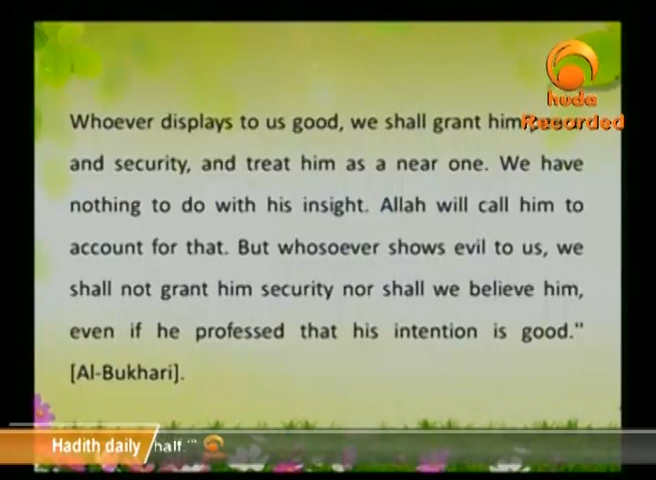 huda
Recorded
Whoever displays to us good, we shall grant him
and security, and treat him as a near one. We have
nothing to do with his insight. Allah will call him to
account for that. But whosoever shows evil to us, we
shall not grant him security nor shall we believe him,
even if he professed that his intention is good."
[Al-Bukhari].
Hadith daily half."